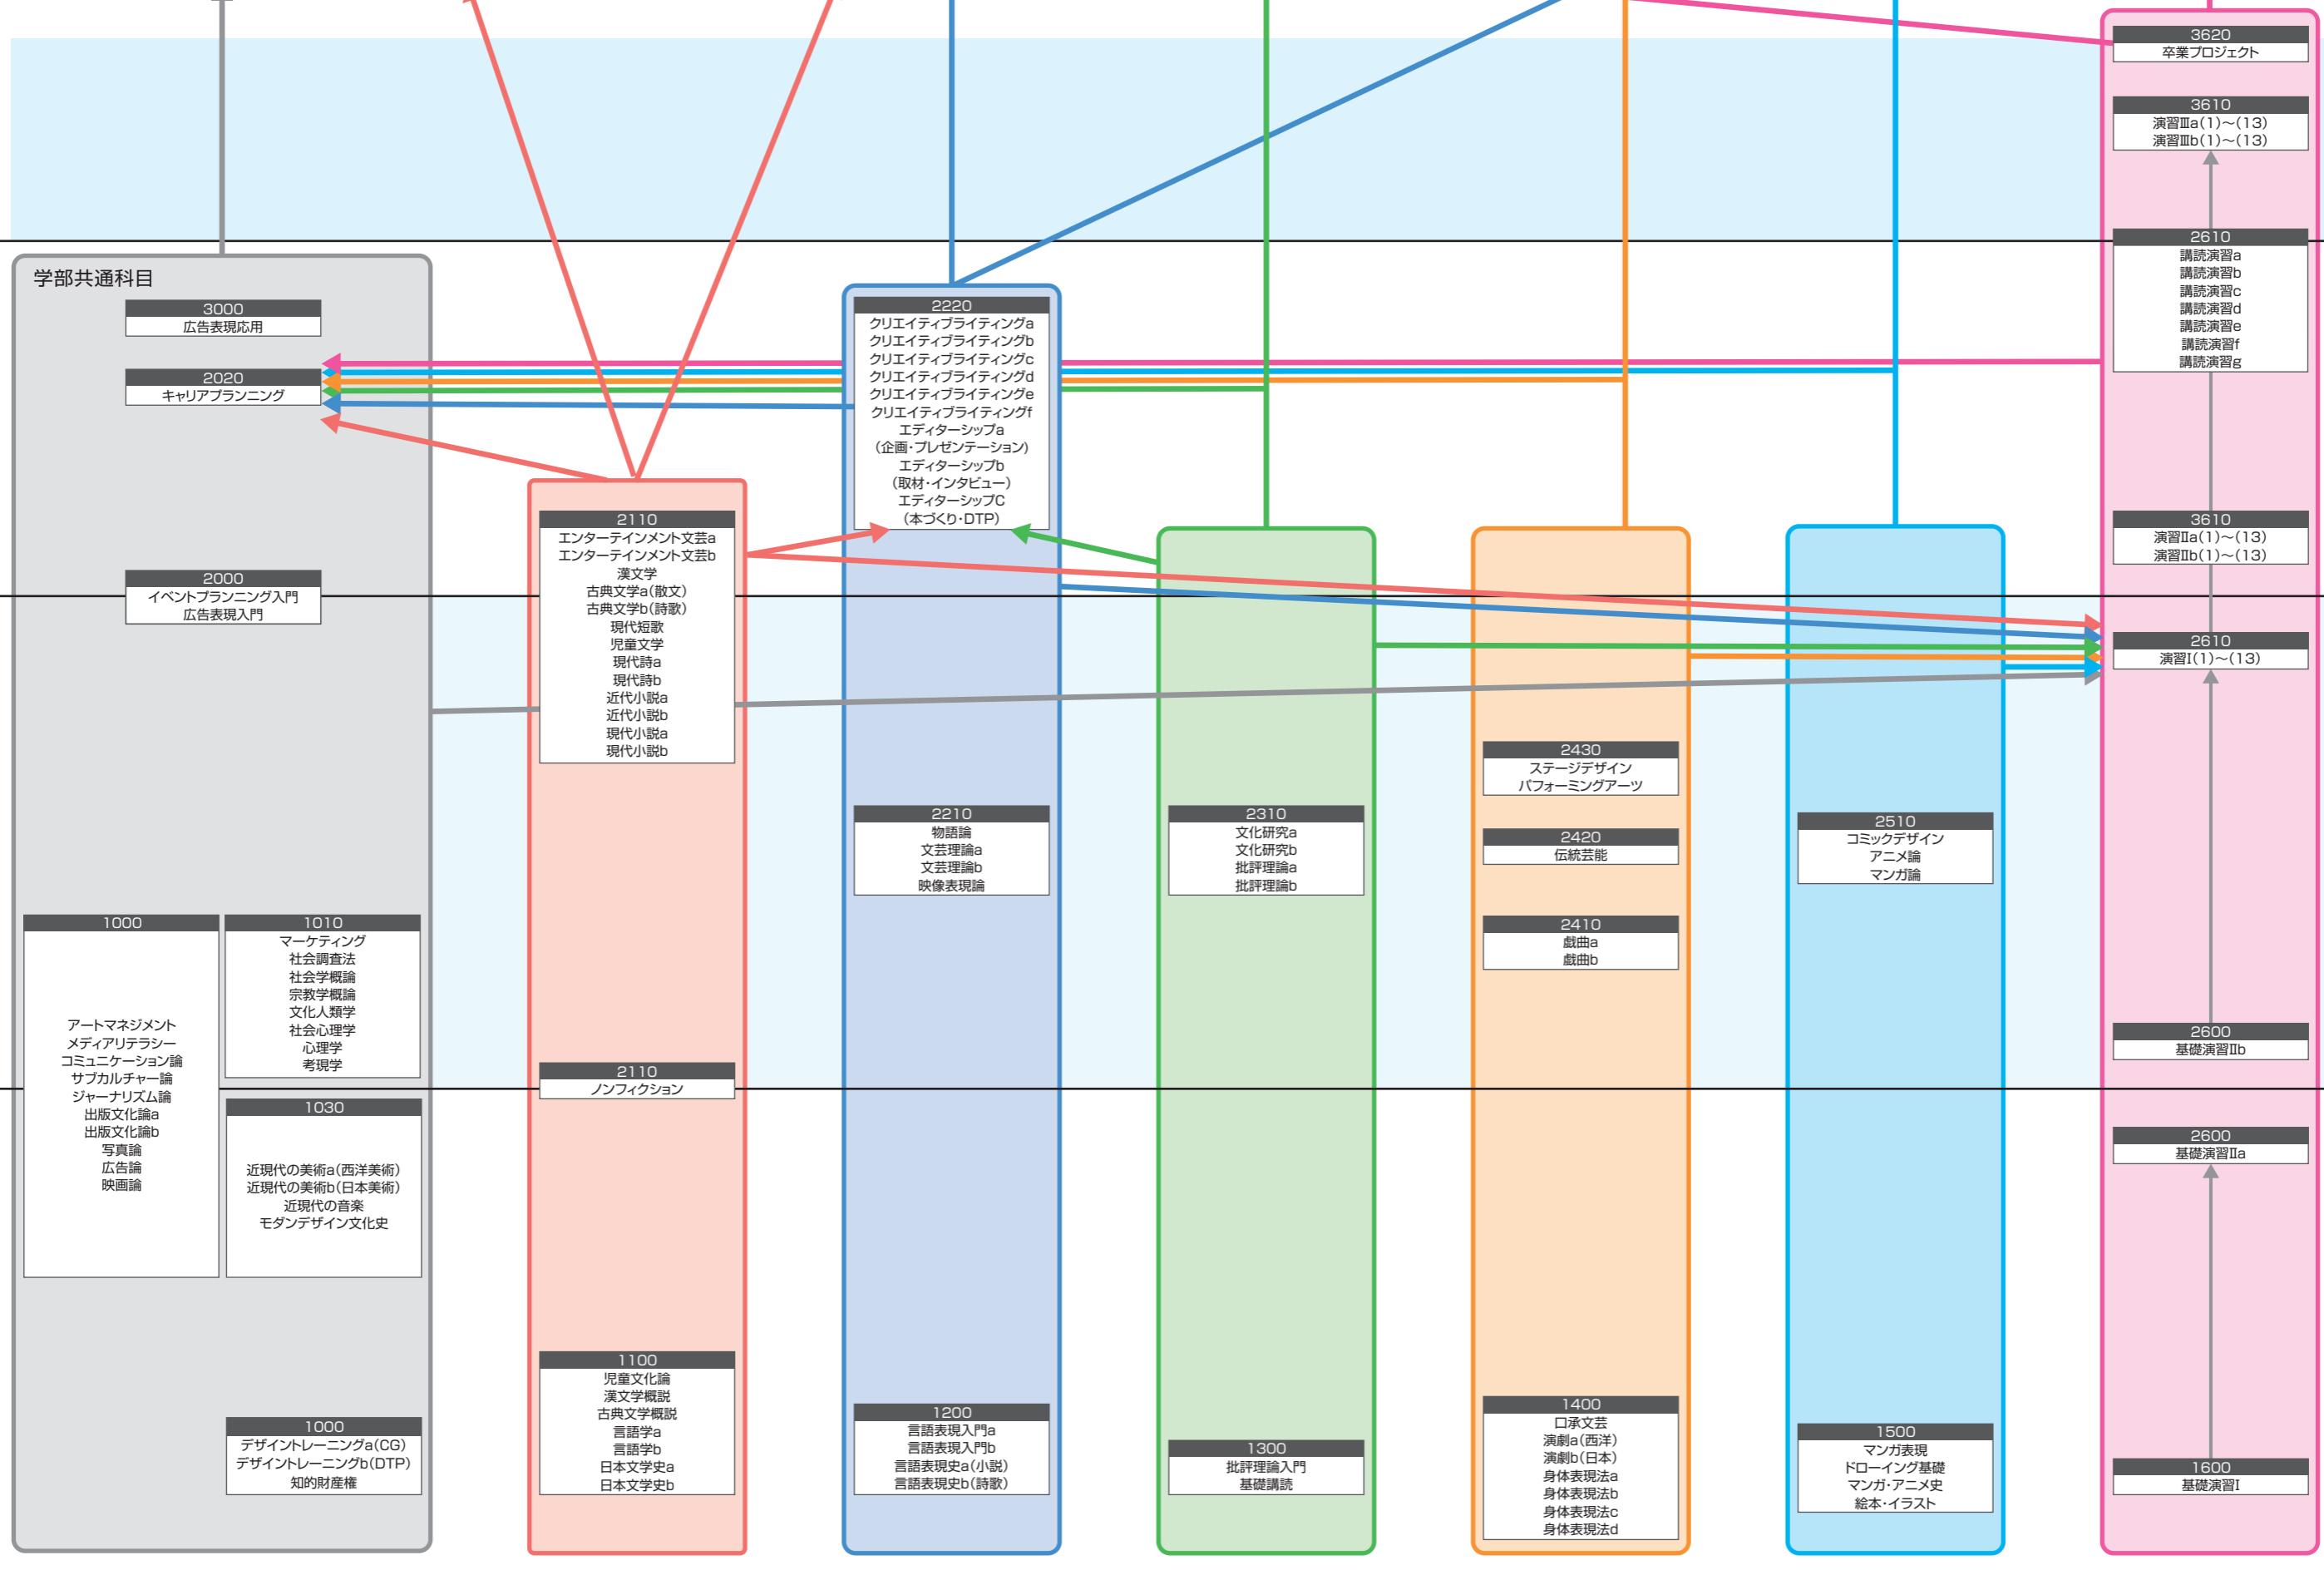 学部共通科目
3000
広告表現応用
2020
キャリアプランニング
2000
イベントプランニング入門
広告表現入門
1000
アートマネジメント
メディアリテラシー
コミュニケーション論
サブカルチャー論
ジャーナリズム論
出版文化論a
出版文化論b
写真論
広告論
映画論
1010
マーケティング
社会調査法
社会学概論
宗教学概論
文化人類学
社会心理学
心理学
考現学
1030
近現代の美術a(西洋美術)
近現代の美術b(日本美術)
近現代の音楽
モダンデザイン文化史
1000
デザイントレーニングa(CG)
デザイントレーニングb(DTP)
知的財産権
2110
エンターテインメント文芸a
エンターテインメント文芸b
漢文学
古典文学a(散文)
古典文学b(詩歌)
現代短歌
児童文学
現代詩a
現代詩b
近代小説a
近代小説b
現代小説a
現代小説b
2110
ノンフィクション
1100
児童文化論
漢文学概説
古典文学概説
言語学a
言語学b
日本文学史a
日本文学史b
2220
クリエイティブライティングa
クリエイティブライティングb
クリエイティブライティングc
クリエイティブライティングd
クリエイティブライティングe
クリエイティブライティングf
エディターシップa
(企画・プレゼンテーション)
エディターシップb
(取材・インタビュー)
エディターシップC
(本づくり・DTP)
2210
物語論
文芸理論a
文芸理論b
映像表現論
1200
言語表現入門a
言語表現入門b
言語表現史a(小説)
言語表現史b(詩歌)
2310
文化研究a
文化研究b
批評理論a
批評理論b
1300
批評理論入門
基礎講読
2430
ステージデザイン
パフォーミングアーツ
2420
伝統芸能
2410
戯曲a
戯曲b
1400
口承文芸
演劇a(西洋)
演劇b(日本)
身体表現法a
身体表現法b
身体表現法c
身体表現法d
2510
コミックデザイン
アニメ論
マンガ論
1500
マンガ表現
ドローイング基礎
マンガ・アニメ史
絵本・イラスト
3620
卒業プロジェクト
3610
演習Ⅲa(1)〜(13)
演習Ⅲb(1)〜(13)
2610
講読演習a
講読演習b
講読演習c
講読演習d
講読演習e
講読演習f
講読演習g
3610
演習Ⅱa(1)〜(13)
演習Ⅱb(1)〜(13)
2610
演習Ⅰ(1)〜(13)
2600
基礎演習Ⅱb
2600
基礎演習Ⅱa
1600
基礎演習Ⅰ